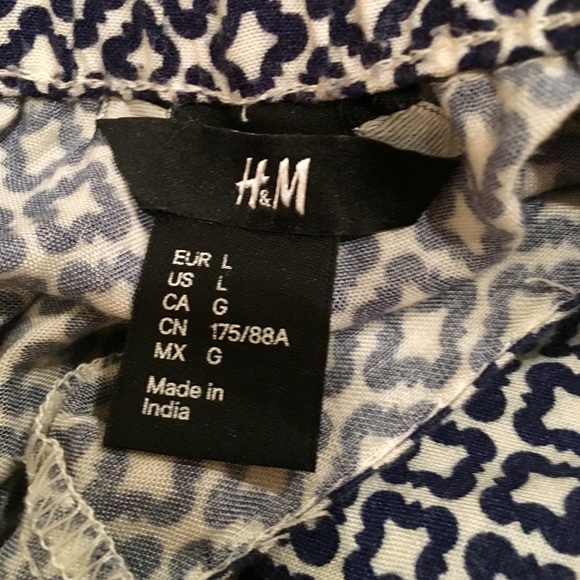 H&M
EUR L
US L
CA G
CN 175/88A
MX G
Made in
India